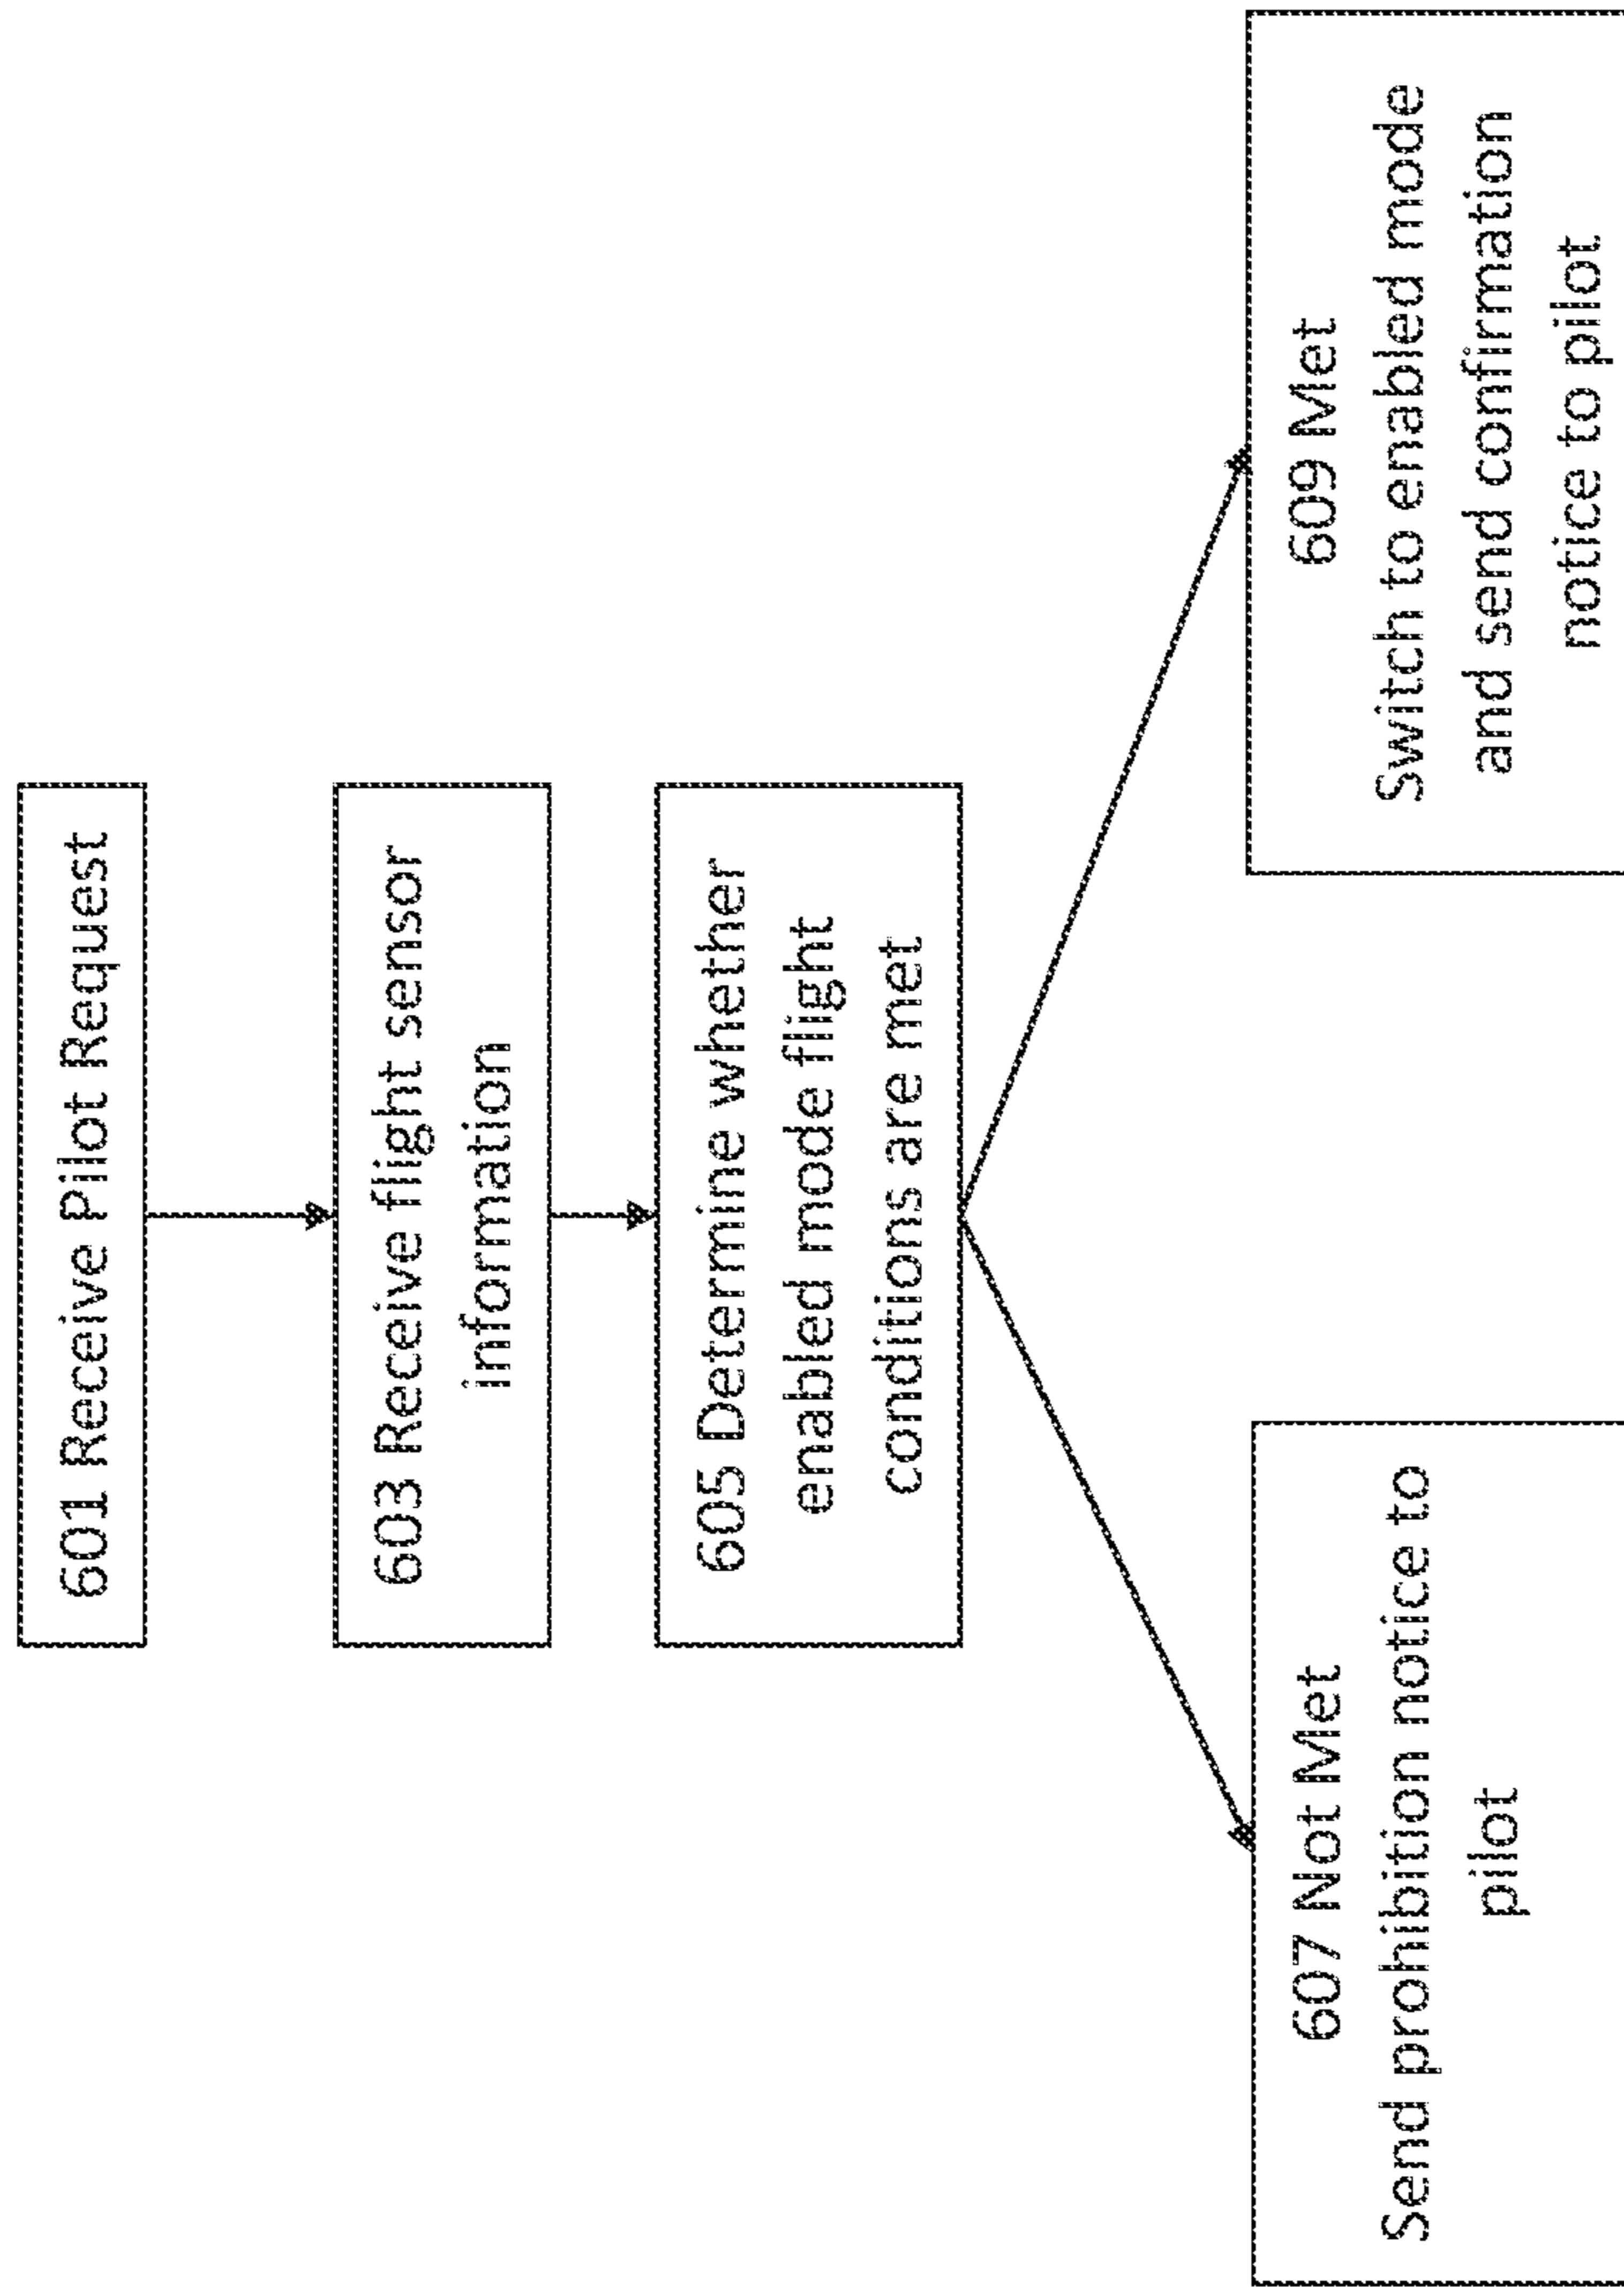 601 Receive Pilot Request
603 Receive flight sensor
information
605 Determine whether
enabled mode flight
conditions are met
607 Not Met
Send prohibition notice to
pilot
609 Met
Switch to enabled mode
and send confirmation
notice to pilot